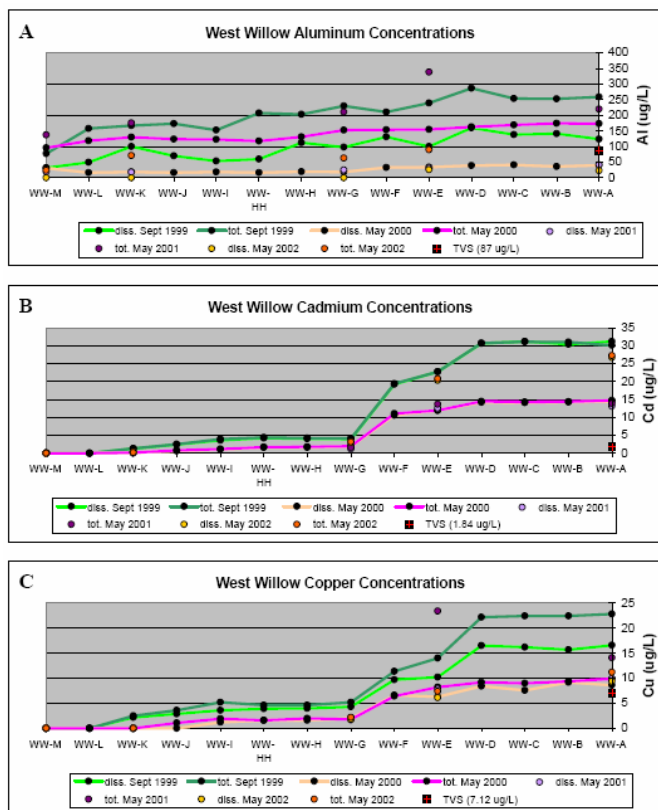 A
West Willow Aluminum Concentrations
400
350
300
250
200
150
100
50
0
Al (ug/L)
WW-M WW-L WW-K WW-J WW-I WW-HH WW-H WW-G WW-F WW-E WW-D WW-C WW-B WW-A
diss. Sept 1999 tot. Sept 1999 diss. May 2000 tot. May 2000 diss. May 2001
tot. May 2001 diss. May 2002 tot. May 2002 TVS (87 ug/L)
B
West Willow Cadmium Concentrations
35
30
25
20
15
10
5
0
Cd (ug/L)
WW-M WW-L WW-K WW-J WW-I WW-HH WW-H WW-G WW-F WW-E WW-D WW-C WW-B WW-A
diss. Sept 1999 tot. Sept 1999 diss. May 2000 tot. May 2000 diss. May 2001
tot. May 2001 diss. May 2002 tot. May 2002 TVS (1.84 ug/L)
C
West Willow Copper Concentrations
25
20
15
10
5
0
Cu (ug/L)
WW-M WW-L WW-K WW-J WW-I WW-HH WW-H WW-G WW-F WW-E WW-D WW-C WW-B WW-A
diss. Sept 1999 tot. Sept 1999 diss. May 2000 tot. May 2000 diss. May 2001
tot. May 2001 diss. May 2002 tot. May 2002 TVS (7.12 ug/L)